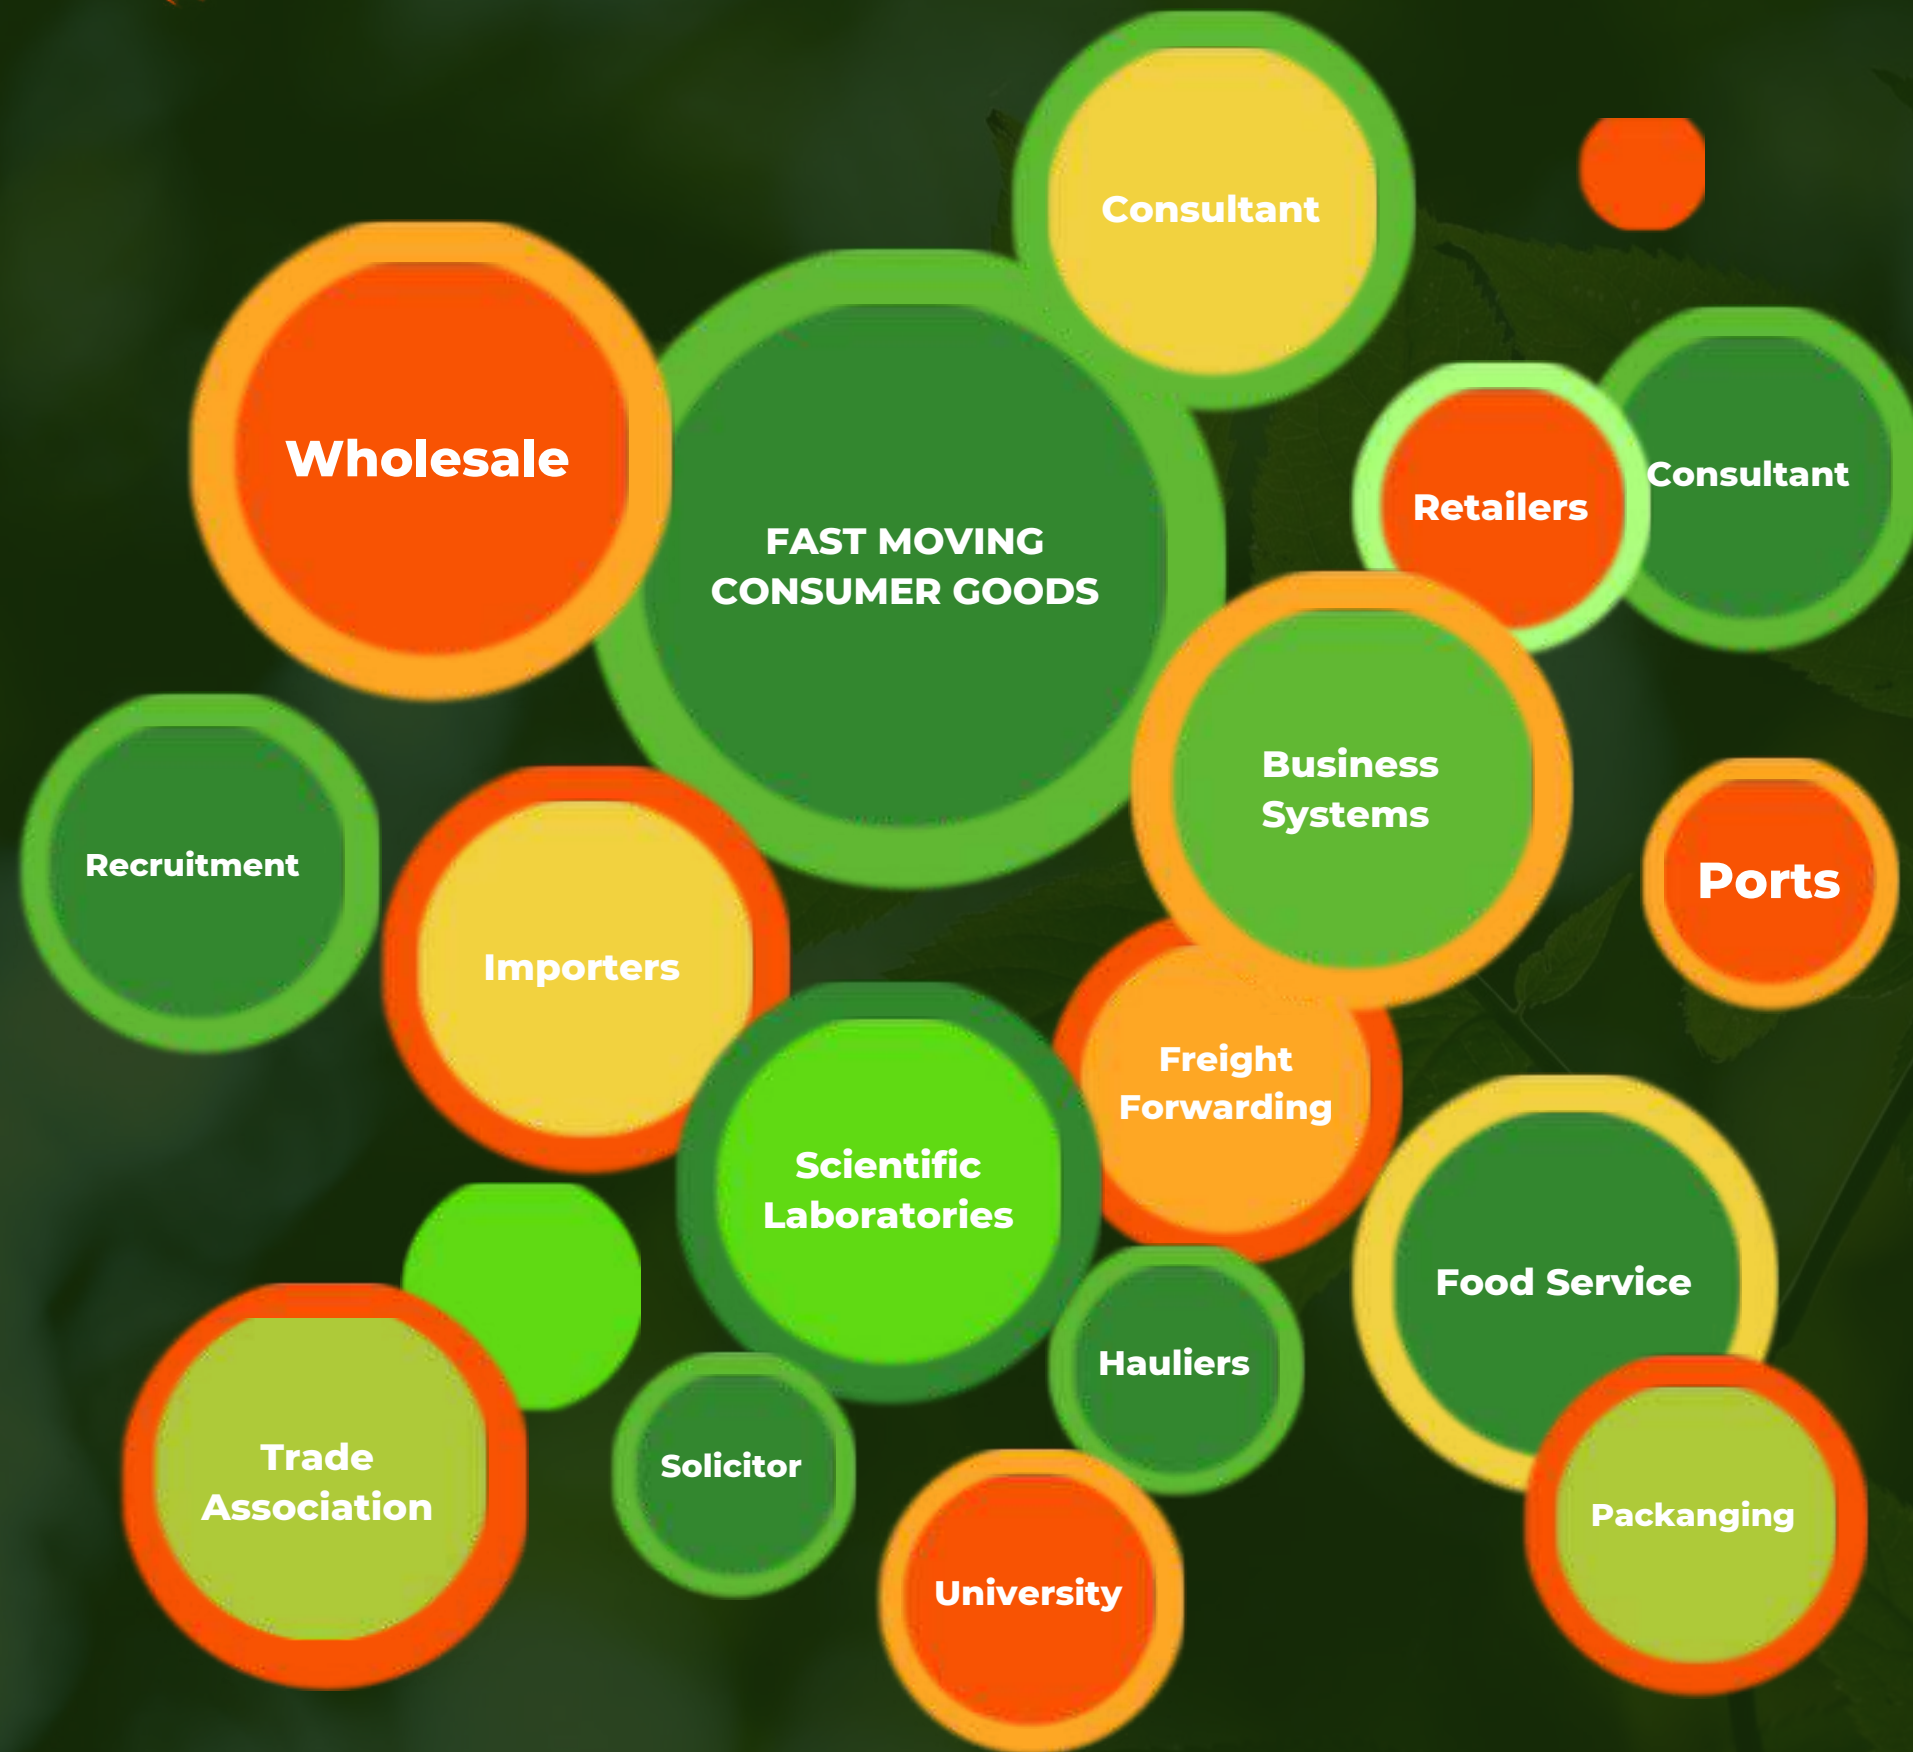 Consultant
Wholesale
FAST MOVING
CONSUMER GOODS
Retailers
Consultant
Business
Systems
Recruitment
Ports
Importers
Freight
Forwarding
Scientific
Laboratories
Food Service
Hauliers
Trade
Association
Solicitor
Packanging
University